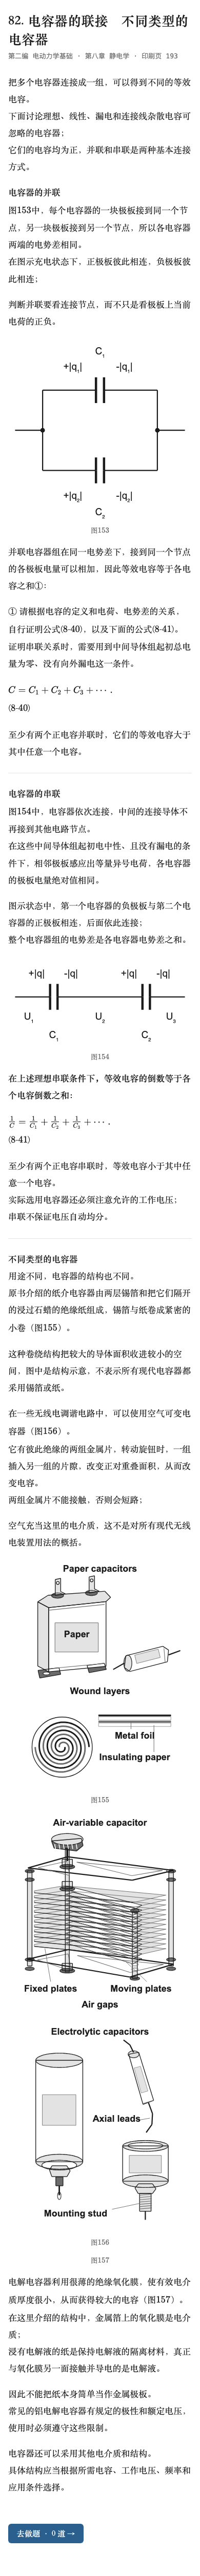 82. 电容器的联接　不同类型的
电容器
第二编 电动力学基础 · 第八章 静电学 · 印刷页 193
把多个电容器连接成一组，可以得到不同的等效
电容。
下面讨论理想、线性、漏电和连接线杂散电容可
忽略的电容器；
它们的电容均为正，并联和串联是两种基本连接
方式。
电容器的并联
图153中，每个电容器的一块极板接到同一个节
点，另一块极板接到另一个节点，所以各电容器
两端的电势差相同。
在图示充电状态下，正极板彼此相连，负极板彼
此相连；
判断并联要看连接节点，而不只是看极板上当前
电荷的正负。
C₁
+|q₁| -|q₁|
+|q₂| -|q₂|
C₂
图153
并联电容器组在同一电势差下，接到同一个节点
的各极板电量可以相加，因此等效电容等于各电
容之和①：
① 请根据电容的定义和电荷、电势差的关系，
自行证明公式(8-40)，以及下面的公式(8-41)。
证明串联关系时，需要用到中间导体组起初总电
量为零、没有向外漏电这一条件。
C = C₁ + C₂ + C₃ + ⋯ .
(8-40)
至少有两个正电容并联时，它们的等效电容大于
其中任意一个电容。
电容器的串联
图154中，电容器依次连接，中间的连接导体不
再接到其他电路节点。
在这些中间导体组起初电中性、且没有漏电的条
件下，相邻极板感应出等量异号电荷，各电容器
的极板电量绝对值相同。
图示状态中，第一个电容器的负极板与第二个电
容器的正极板相连，后面依此连接；
整个电容器组的电势差是各电容器电势差之和。
+|q| -|q| +|q| -|q|
U₁ U₂ U₃
C₁ C₂
图154
在上述理想串联条件下，等效电容的倒数等于各
个电容倒数之和：
1/C = 1/C₁ + 1/C₂ + 1/C₃ + ⋯ .
(8-41)
至少有两个正电容串联时，等效电容小于其中任
意一个电容。
实际选用电容器还必须注意允许的工作电压；
串联不保证电压自动均分。
不同类型的电容器
用途不同，电容器的结构也不同。
原书介绍的纸介电容器由两层锡箔和把它们隔开
的浸过石蜡的绝缘纸组成，锡箔与纸卷成紧密的
小卷（图155）。
这种卷绕结构把较大的导体面积收进较小的空
间，图中是结构示意，不表示所有现代电容器都
采用锡箔或纸。
在一些无线电调谐电路中，可以使用空气可变电
容器（图156）。
它有彼此绝缘的两组金属片，转动旋钮时，一组
插入另一组的片隙，改变正对重叠面积，从而改
变电容。
两组金属片不能接触，否则会短路；
空气充当这里的电介质，这不是对所有现代无线
电装置用法的概括。
Paper capacitors
Paper
Wound layers
Metal foil
Insulating paper
图155
Air-variable capacitor
Fixed plates Moving plates
Air gaps
Electrolytic capacitors
Axial leads
Mounting stud
图156
图157
电解电容器利用很薄的绝缘氧化膜，使有效电介
质厚度很小，从而获得较大的电容（图157）。
在这里介绍的结构中，金属箔上的氧化膜是电介
质；
浸有电解液的纸是保持电解液的隔离材料，真正
与氧化膜另一面接触并导电的是电解液。
因此不能把纸本身简单当作金属极板。
常见的铝电解电容器有规定的极性和额定电压，
使用时必须遵守这些限制。
电容器还可以采用其他电介质和结构。
具体结构应当根据所需电容、工作电压、频率和
应用条件选择。
去做题 · 0 道 →